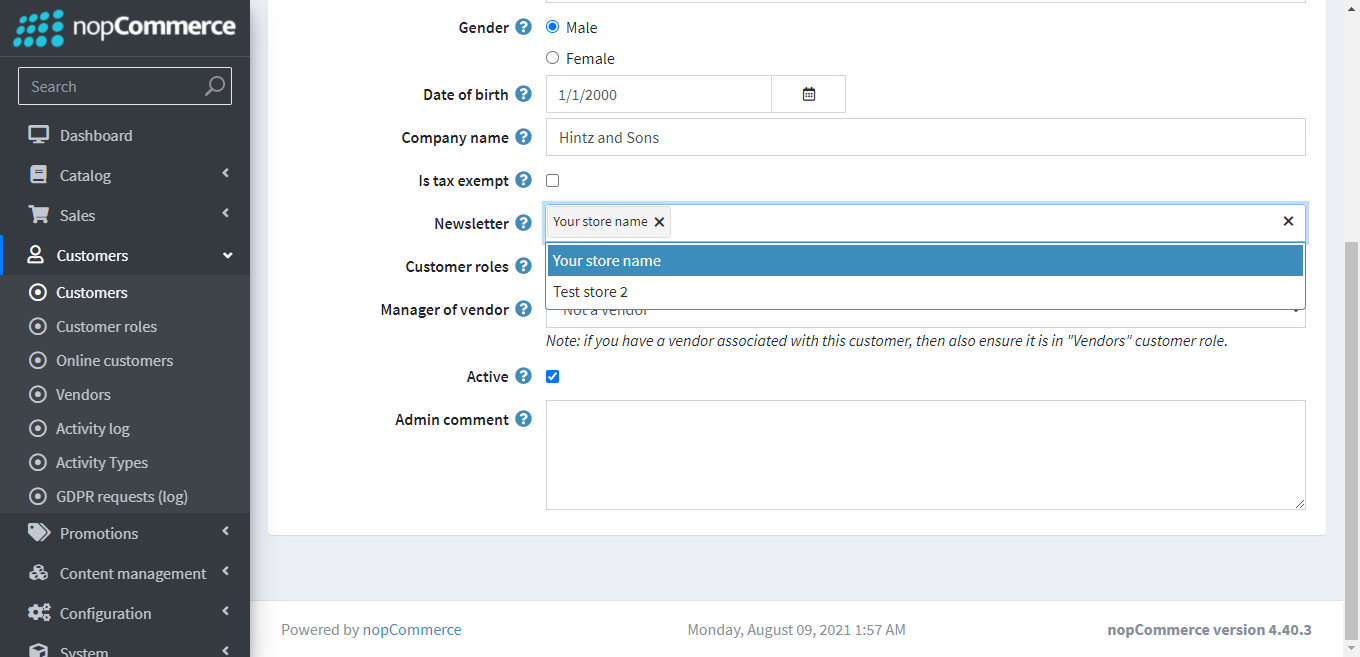 nopCommerce
Search
Dashboard
Catalog
Sales
Customers
Customers
Customer roles
Online customers
Vendors
Activity log
Activity Types
GDPR requests (log)
Promotions
Content management
Configuration
System
Gender ? Male
Female
Date of birth ? 1/1/2000
Company name ? Hintz and Sons
Is tax exempt ?
Newsletter ? Your store name ×
Your store name
Customer roles ?
Test store 2
Manager of vendor ? Not a vendor
Note: if you have a vendor associated with this customer, then also ensure it is in "Vendors" customer role.
Active ?
Admin comment ?
Powered by nopCommerce Monday, August 09, 2021 1:57 AM nopCommerce version 4.40.3